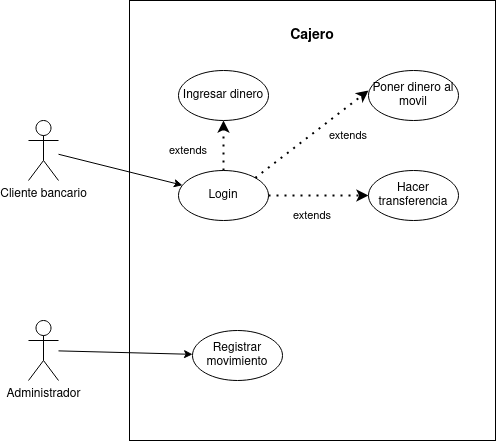 Cajero
Ingresar dinero
Poner dinero al
movil
extends
extends
Cliente bancario
Login
Hacer
transferencia
extends
Registrar
movimiento
Administrador